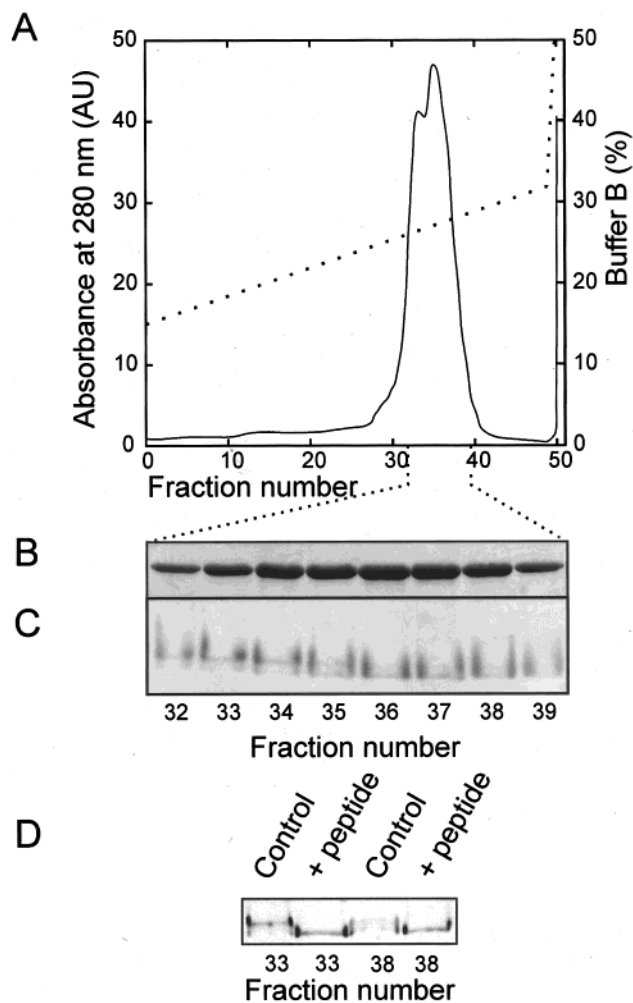 A
Absorbance at 280 nm (AU)
50
40
30
20
10
0
50
40
30
20
10
0
Buffer B (%)
0 10 20 30 40 50
Fraction number
B
C
32 33 34 35 36 37 38 39
Fraction number
D
Control + peptide Control + peptide
33 33 38 38
Fraction number